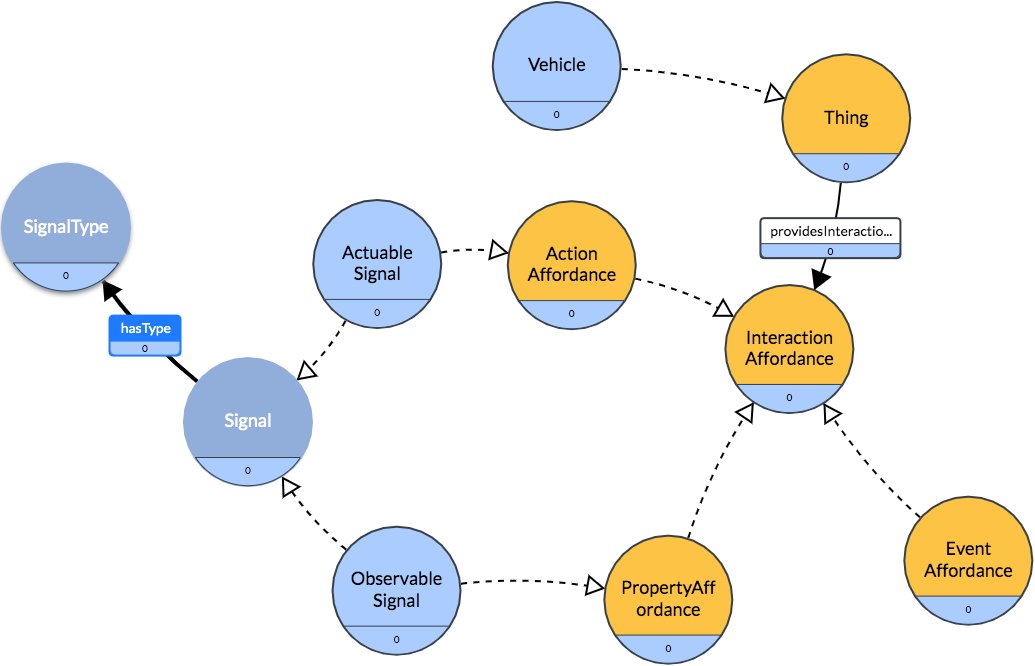 Vehicle
0
Thing
0
SignalType
0
Actuable
Signal
0
Action
Affordance
0
providesInteractio...
0
hasType
0
Interaction
Affordance
0
Signal
0
Observable
Signal
0
PropertyAff
ordance
0
Event
Affordance
0